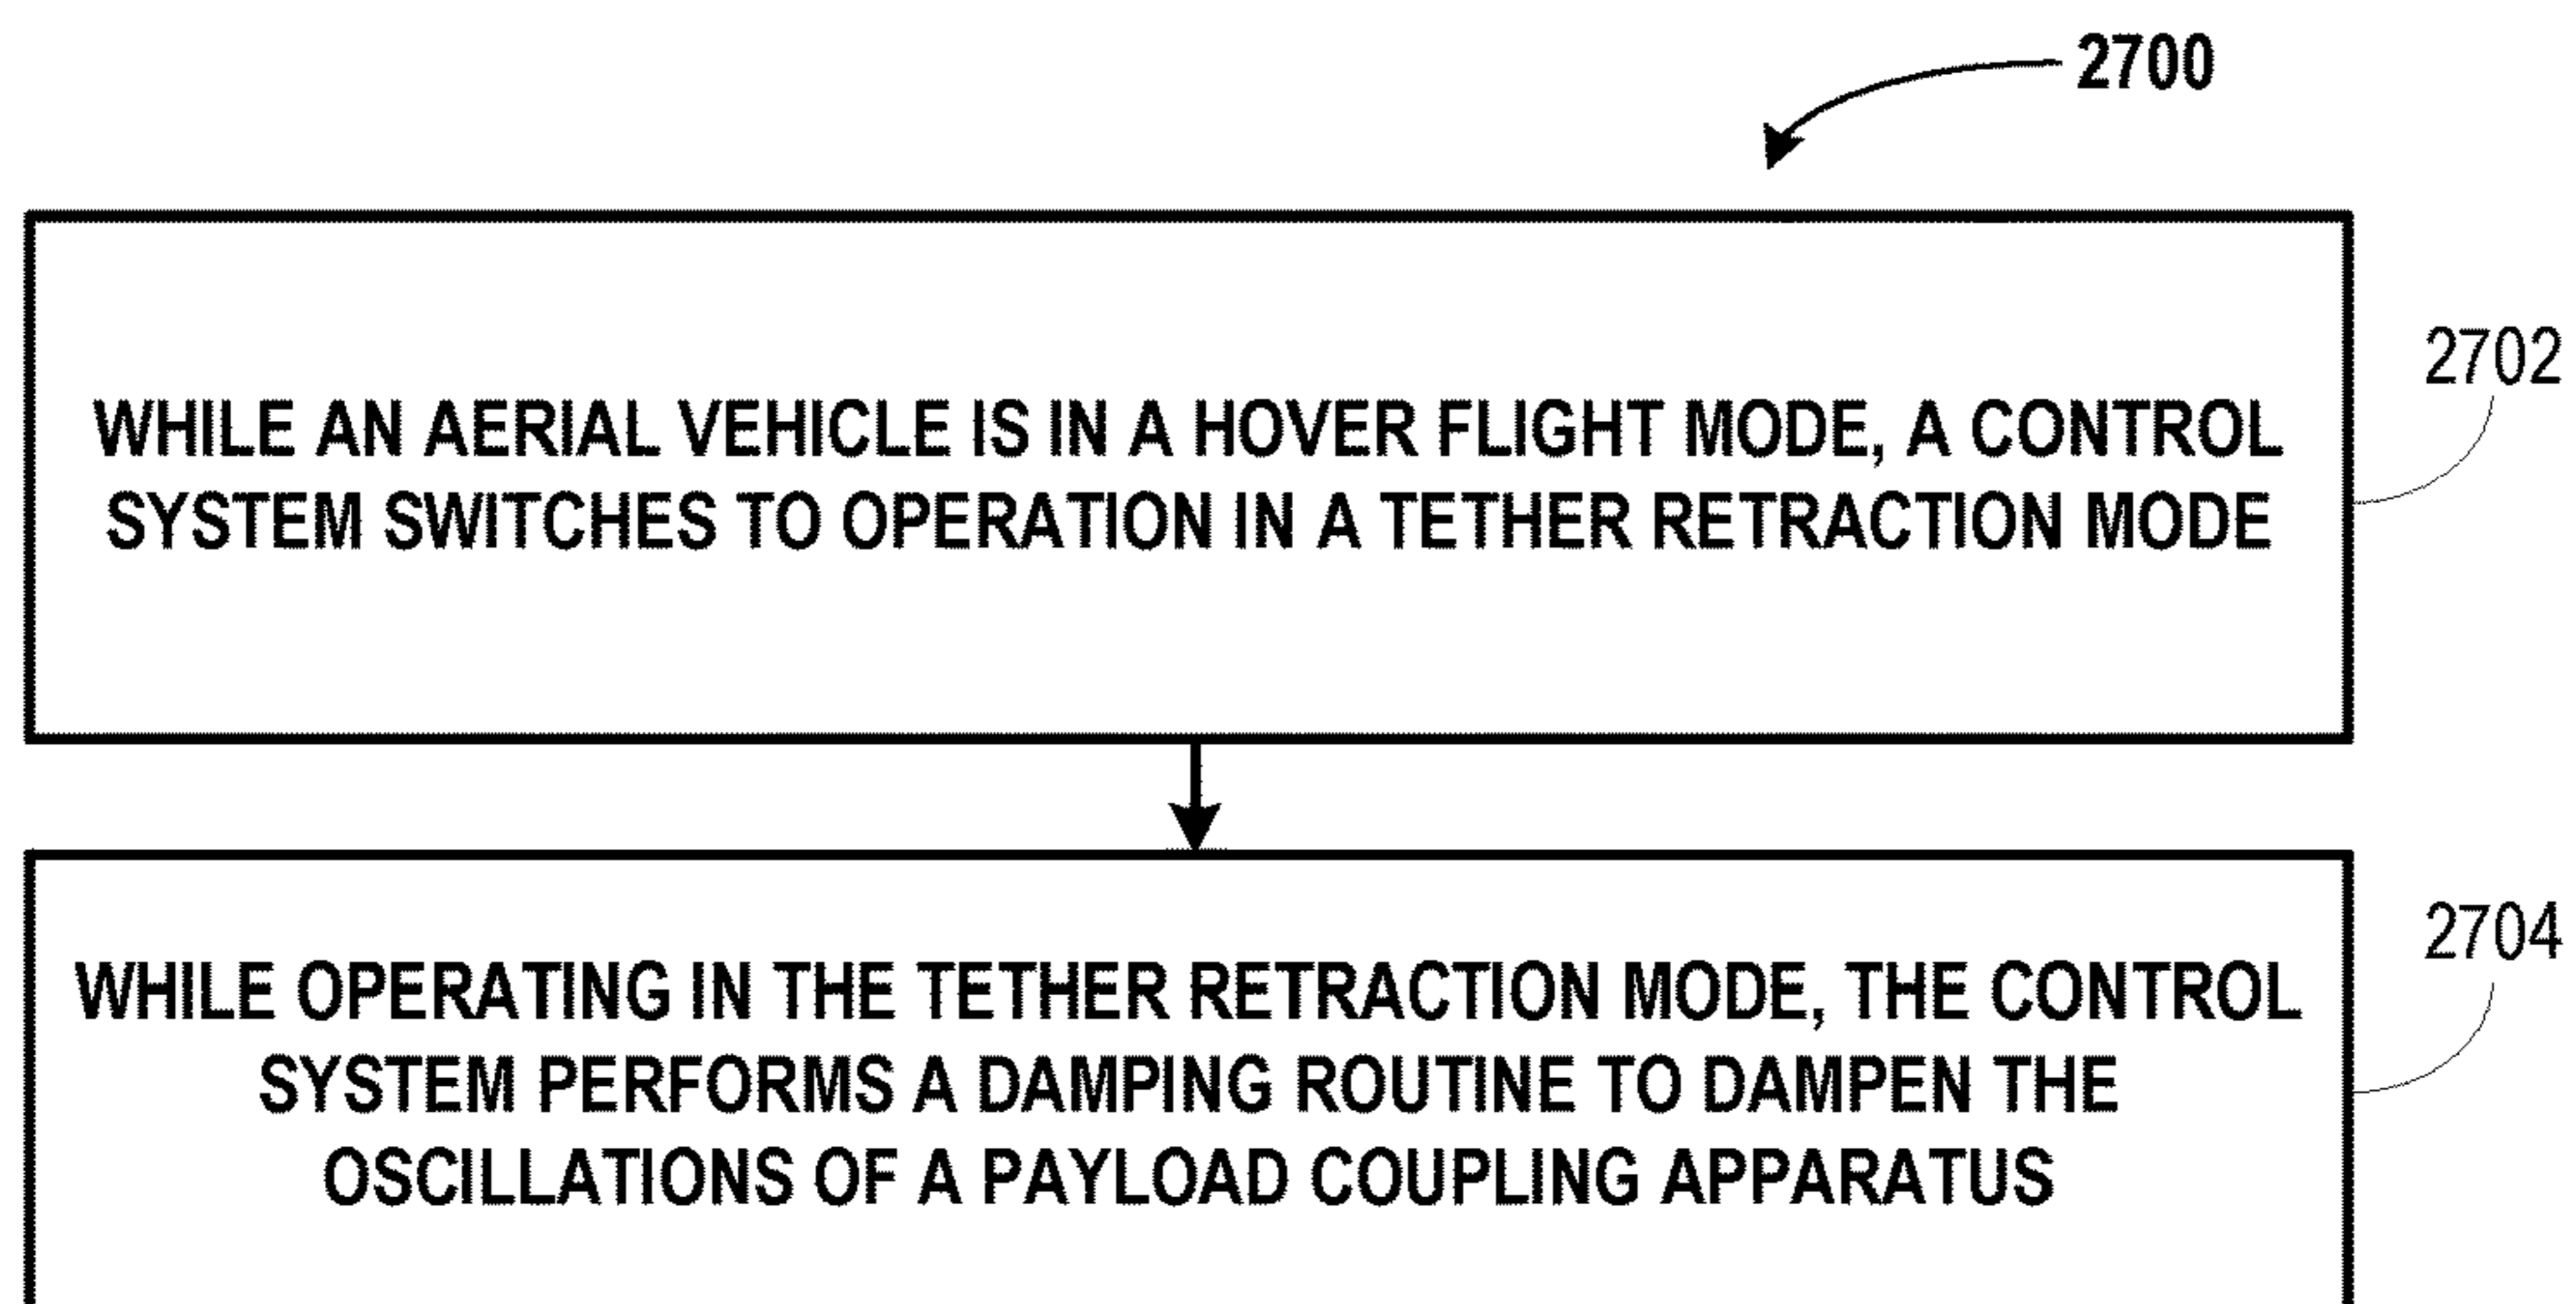 2700
2702
WHILE AN AERIAL VEHICLE IS IN A HOVER FLIGHT MODE, A CONTROL
SYSTEM SWITCHES TO OPERATION IN A TETHER RETRACTION MODE
2704
WHILE OPERATING IN THE TETHER RETRACTION MODE, THE CONTROL
SYSTEM PERFORMS A DAMPING ROUTINE TO DAMPEN THE
OSCILLATIONS OF A PAYLOAD COUPLING APPARATUS